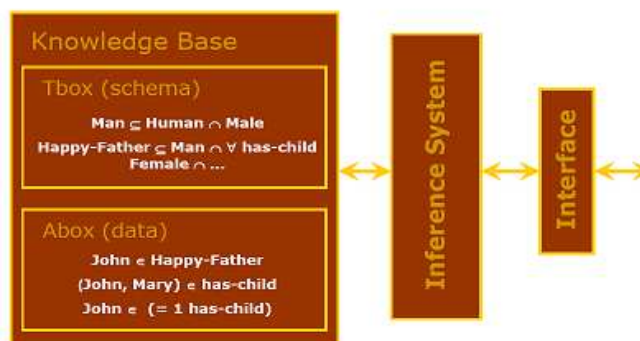 Knowledge Base
Tbox (schema)
Man ⊆ Human ∩ Male
Happy-Father ⊆ Man ∩ ∀ has-child
Female ∩ ...
Abox (data)
John ∈ Happy-Father
(John, Mary) ∈ has-child
John ∈ (= 1 has-child)
Inference System
Interface